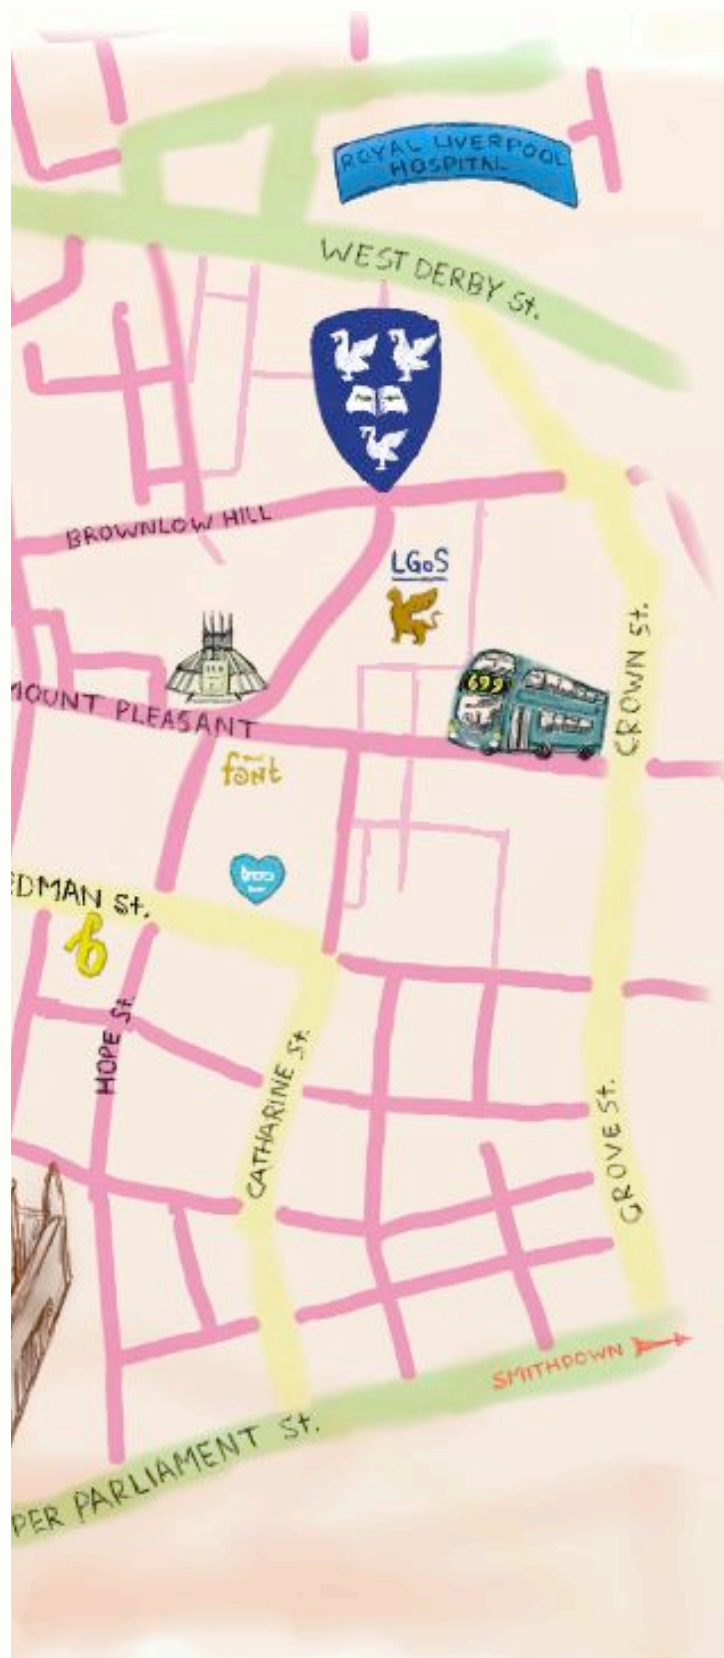 ROYAL LIVERPOOL
HOSPITAL
WEST DERBY St.
BROWNLOW HILL
LGoS
699
CROWN St.
MOUNT PLEASANT
font
EDMAN St.
b
HOPE St.
CATHARINE St.
GROVE St.
SMITHDOWN
PER PARLIAMENT St.